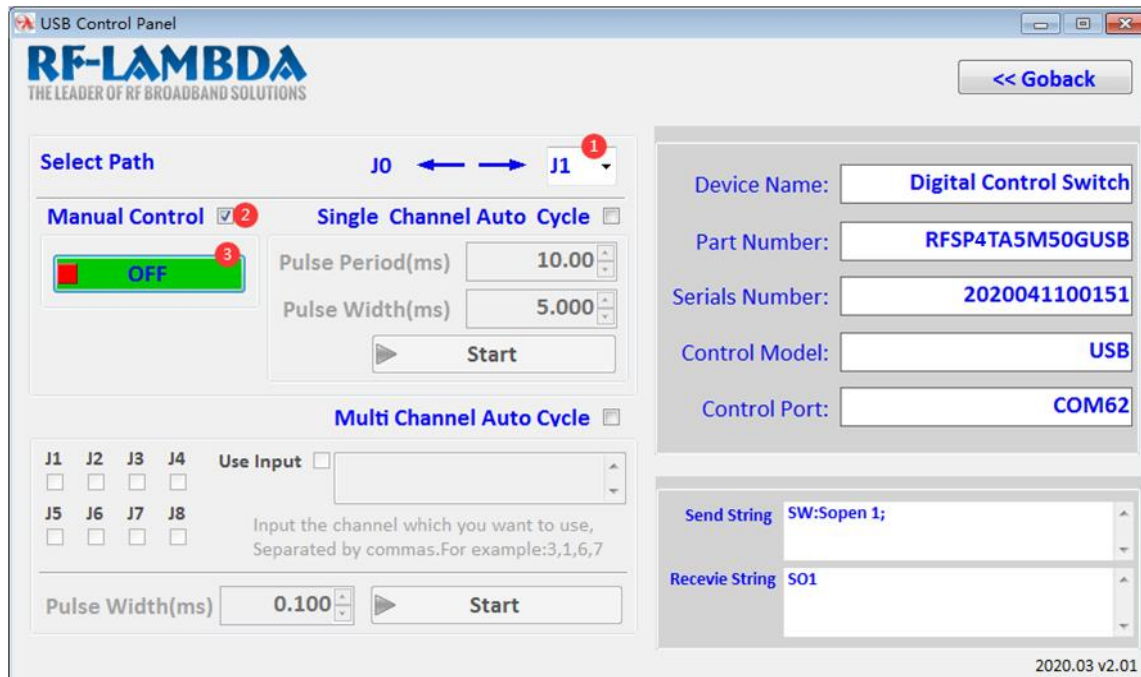 USB Control Panel
RF-LAMBDA
THE LEADER OF RF BROADBAND SOLUTIONS
<< Goback
Select Path J0 J1 1
Manual Control 2 Single Channel Auto Cycle
OFF 3
Pulse Period(ms) 10.00
Pulse Width(ms) 5.000
Start
Multi Channel Auto Cycle
J1 J2 J3 J4 Use Input
J5 J6 J7 J8
Input the channel which you want to use,
Separated by commas.For example:3,1,6,7
Pulse Width(ms) 0.100 Start
Device Name: Digital Control Switch
Part Number: RFSP4TA5M50GUSB
Serials Number: 2020041100151
Control Model: USB
Control Port: COM62
Send String SW:Sopen 1;
Recevie String SO1
2020.03 v2.01